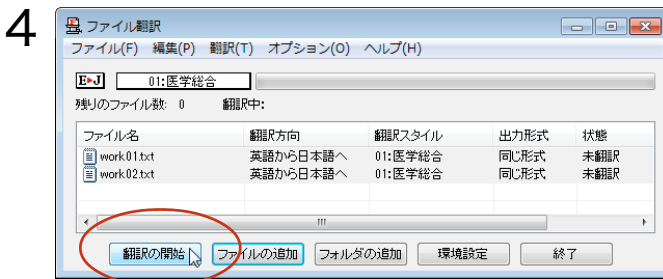 4
ファイル翻訳
ファイル(F) 編集(P) 翻訳(T) オプション(O) ヘルプ(H)
E▸J 01:医学総合
残りのファイル数: 0 翻訳中:
ファイル名 翻訳方向 翻訳スタイル 出力形式 状態
work01.txt 英語から日本語へ 01:医学総合 同じ形式 未翻訳
work02.txt 英語から日本語へ 01:医学総合 同じ形式 未翻訳
翻訳の開始 ファイルの追加 フォルダの追加 環境設定 終了